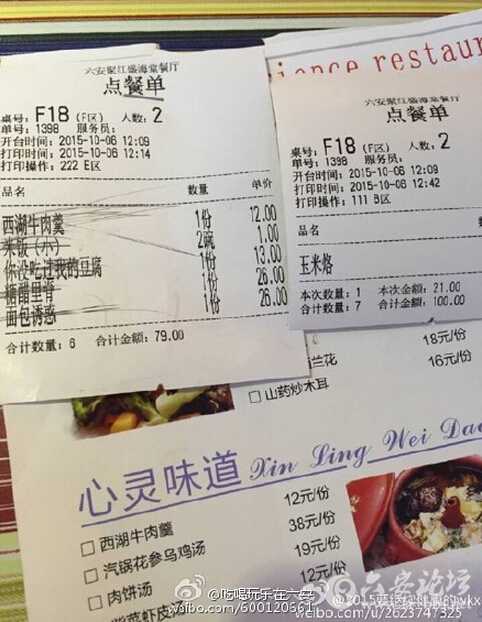 ience restau
六安聚江盛海棠餐厅
点餐单
桌号: F18 (F区) 人数: 2
单号: 1398 服务员:
开台时间: 2015-10-06 12:09
打印时间: 2015-10-06 12:14
打印操作: 222 E区
品名 数量 单价
西湖牛肉羹 1份 12.00
米饭（小） 2碗 1.00
你没吃过我的豆腐 1份 13.00
糖醋里脊 1份 26.00
面包诱惑 1份 26.00
合计数量: 6 合计金额: 79.00
六安聚江盛海棠餐厅
点餐单
桌号: F18 (F区) 人数: 2
单号: 1398 服务员:
开台时间: 2015-10-06 12:09
打印时间: 2015-10-06 12:42
打印操作: 111 B区
品名
玉米烙
本次数量: 1 本次金额: 21.00
合计数量: 7 合计金额: 100.00
兰花 18元/份
□ 山药炒木耳 16元/份
心灵味道 Xin Ling Wei Dao
□ 西湖牛肉羹 12元/份
□ 汽锅花参乌鸡汤 38元/份
□ 肉饼汤 19元/份
紫菜虾皮汤 12元/份
@吃喝玩乐在六安
weibo.com/600120661
六安论坛
weibo.com/u/2623747325